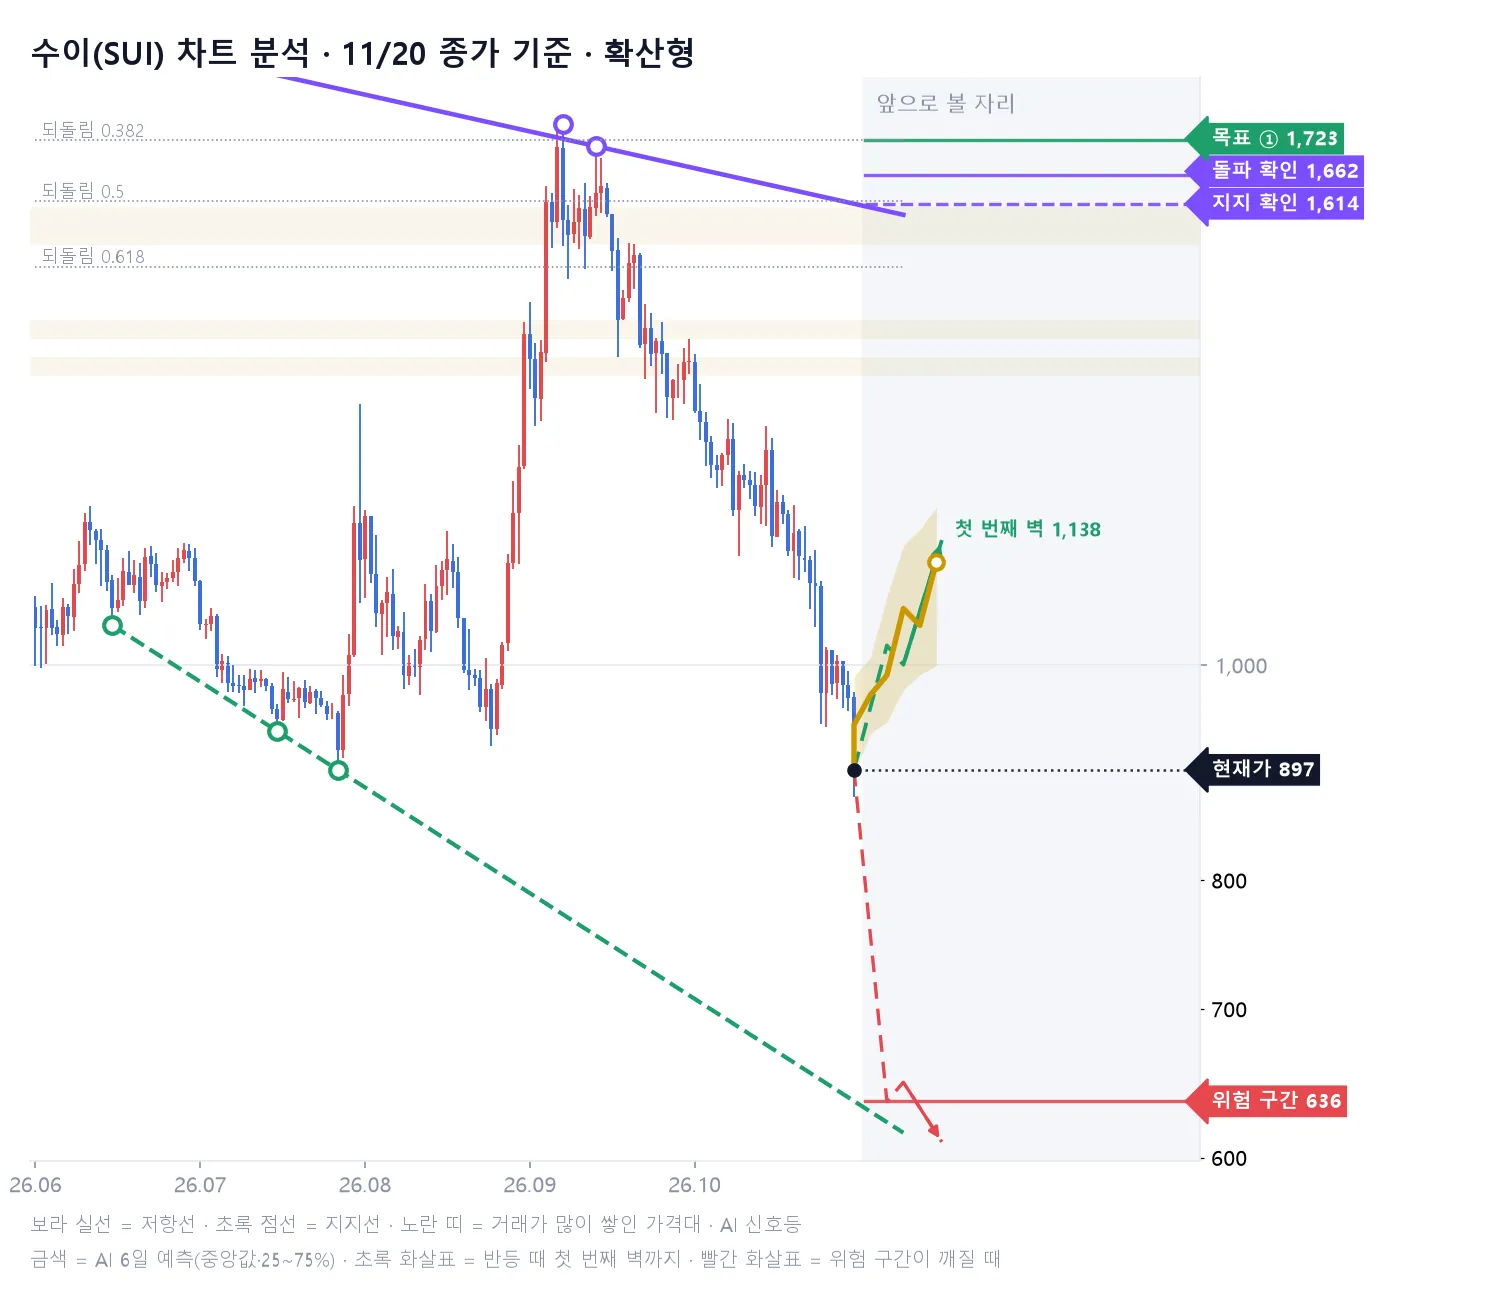 수이(SUI) 차트 분석 · 11/20 종가 기준 · 확산형
앞으로 볼 자리
되돌림 0.382
목표 ① 1,723
돌파 확인 1,662
되돌림 0.5
지지 확인 1,614
되돌림 0.618
첫 번째 벽 1,138
1,000
현재가 897
800
700
위험 구간 636
600
26.06 26.07 26.08 26.09 26.10
보라 실선 = 저항선 · 초록 점선 = 지지선 · 노란 띠 = 거래가 많이 쌓인 가격대 · AI 신호등
금색 = AI 6일 예측(중앙값·25~75%) · 초록 화살표 = 반등 때 첫 번째 벽까지 · 빨간 화살표 = 위험 구간이 깨질 때